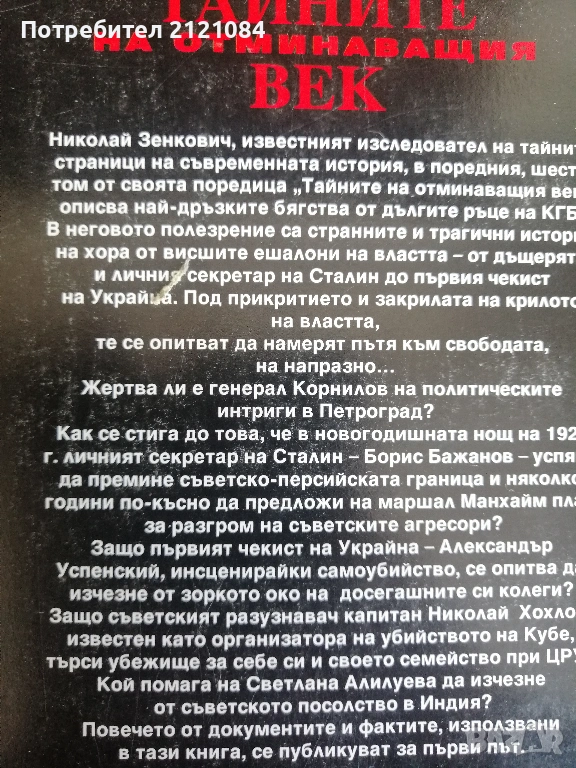 Потребител 2121084
ТАЙНИТЕ
НА ОТМИНАВАЩИЯ
ВЕК
Николай Зенкович, известният изследовател на тайнит
страници на съвременната история, в поредния, шест
том от своята поредица „Тайните на отминаващия век
описва най-дръзките бягства от дългите ръце на КГБ
В неговото полезрение са странните и трагични истори
на хора от висшите ешалони на властта – от дъщерят
и личния секретар на Сталин до първия чекист
на Украйна. Под прикритието и закрилата на крилото
на властта,
те се опитват да намерят пътя към свободата,
на напразно...
Жертва ли е генерал Корнилов на политическите
интриги в Петроград?
Как се стига до това, че в новогодишната нощ на 192
г. личният секретар на Сталин – Борис Бажанов – успя
да премине съветско-персийската граница и няколко
години по-късно да предложи на маршал Манхайм пла
за разгром на съветските агресори?
Защо първият чекист на Украйна – Александър
Успенский, инсценирайки самоубийство, се опитва да
изчезне от зоркото око на досегашните си колеги?
Защо съветският разузнавач капитан Николай Хохло
известен като организатора на убийството на Кубе,
търси убежище за себе си и своето семейство при ЦРУ
Кой помага на Светлана Алилуева да изчезне
от съветското посолство в Индия?
Повечето от документите и фактите, използвани
в тази книга, се публикуват за първи път.